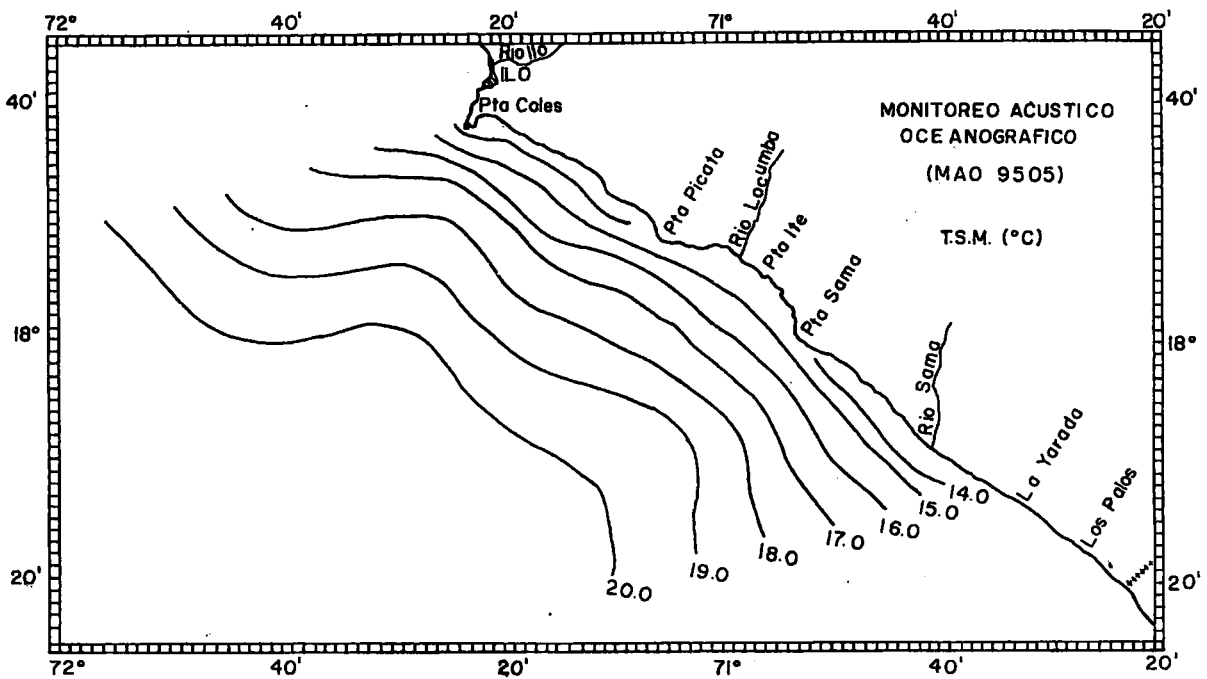 72° 40' 20' 71° 40' 20'
Rio Ilo
ILO
40'
Pta Coles
40'
MONITOREO ACUSTICO
OCEANOGRAFICO
(MAO 9505)
T.S.M. (°C)
Pta Picata
Rio Locumba
Pta Ite
Pta Sama
18°
18°
Rio Sama
La Yarada
Los Palos
14.0
15.0
16.0
17.0
18.0
19.0
20.0
20'
20'
72° 40' 20' 71° 40' 20'